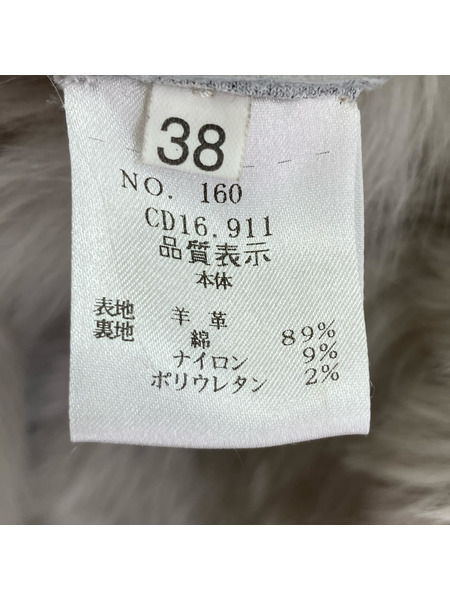 38
NO. 160
CD16.911
品質表示
本体
表地 羊革
裏地 綿 89%
ナイロン 9%
ポリウレタン 2%